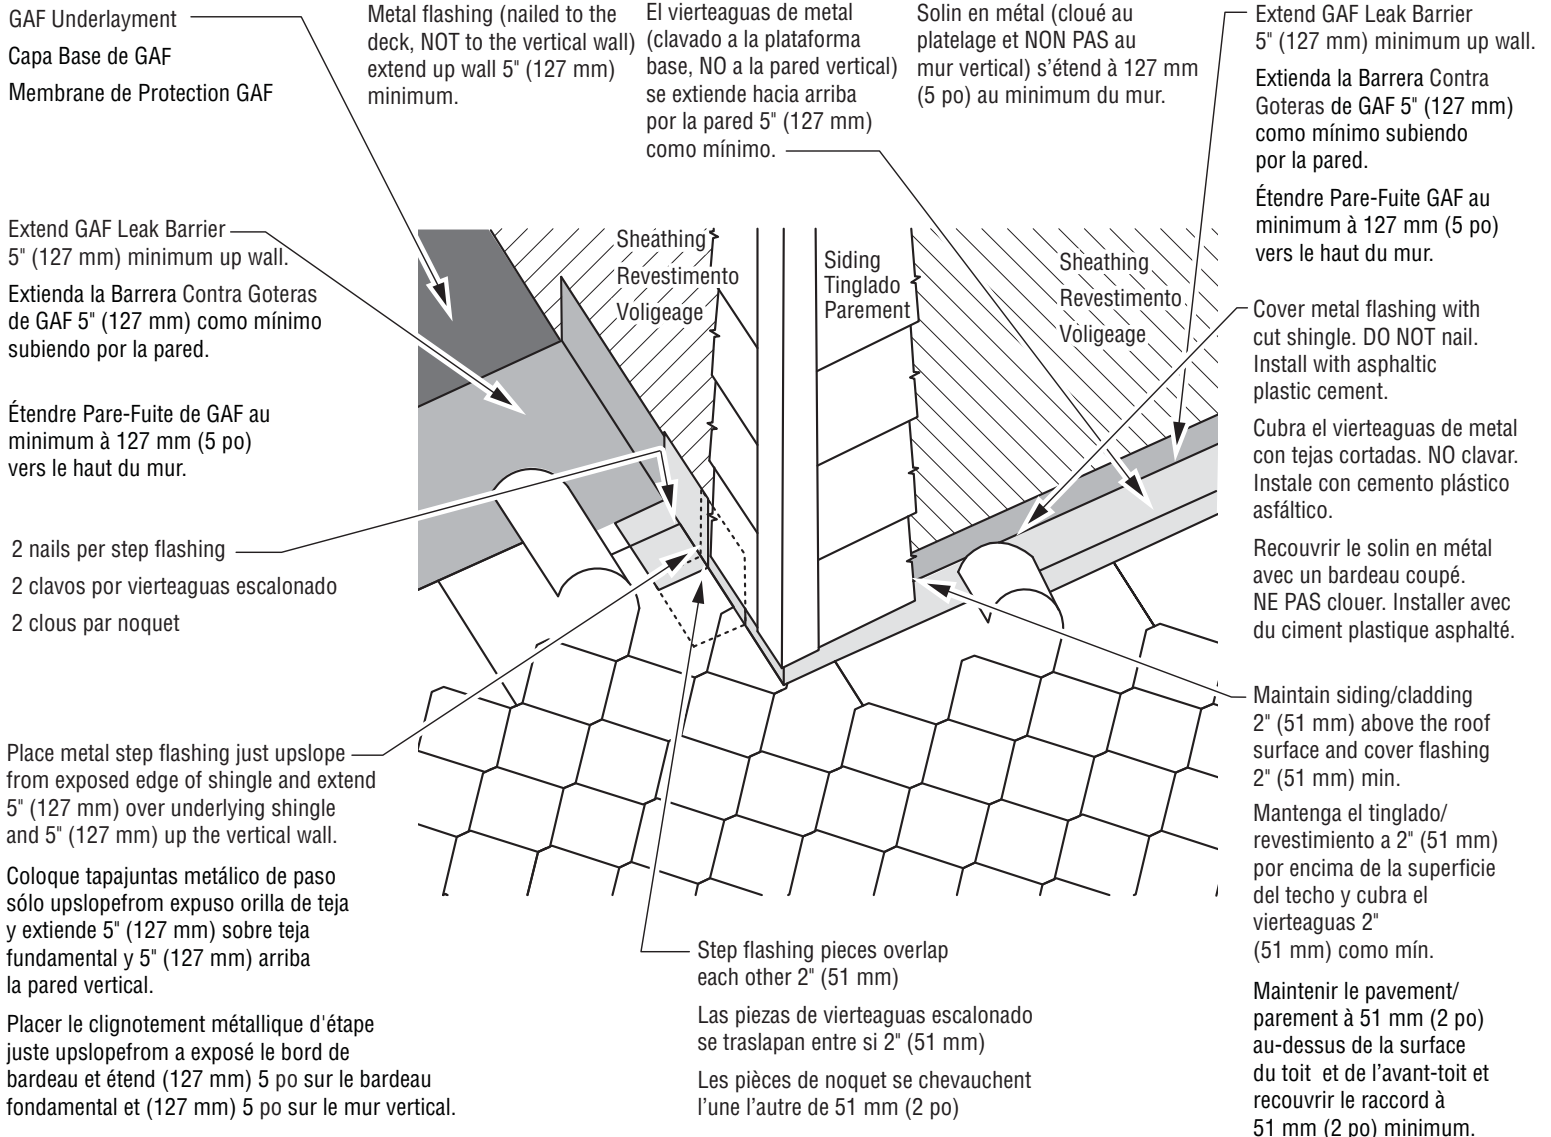 GAF Underlayment
Capa Base de GAF
Membrane de Protection GAF
Metal flashing (nailed to the
deck, NOT to the vertical wall)
extend up wall 5" (127 mm)
minimum.
El vierteaguas de metal
(clavado a la plataforma
base, NO a la pared vertical)
se extiende hacia arriba
por la pared 5" (127 mm)
como mínimo.
Solin en métal (cloué au
platelage et NON PAS au
mur vertical) s'étend à 127 mm
(5 po) au minimum du mur.
Extend GAF Leak Barrier
5" (127 mm) minimum up wall.
Extienda la Barrera Contra
Goteras de GAF 5" (127 mm)
como mínimo subiendo
por la pared.
Étendre Pare-Fuite GAF au
minimum à 127 mm (5 po)
vers le haut du mur.
Extend GAF Leak Barrier
5" (127 mm) minimum up wall.
Extienda la Barrera Contra Goteras
de GAF 5" (127 mm) como mínimo
subiendo por la pared.
Étendre Pare-Fuite de GAF au
minimum à 127 mm (5 po)
vers le haut du mur.
Sheathing
Revestimento
Voligeage
Siding
Tinglado
Parement
Sheathing
Revestimento
Voligeage
Cover metal flashing with
cut shingle. DO NOT nail.
Install with asphaltic
plastic cement.
Cubra el vierteaguas de metal
con tejas cortadas. NO clavar.
Instale con cemento plástico
asfáltico.
Recouvrir le solin en métal
avec un bardeau coupé.
NE PAS clouer. Installer avec
du ciment plastique asphalté.
2 nails per step flashing
2 clavos por vierteaguas escalonado
2 clous par noquet
Place metal step flashing just upslope
from exposed edge of shingle and extend
5" (127 mm) over underlying shingle
and 5" (127 mm) up the vertical wall.
Coloque tapajuntas metálico de paso
sólo upslopefrom expuso orilla de teja
y extiende 5" (127 mm) sobre teja
fundamental y 5" (127 mm) arriba
la pared vertical.
Placer le clignotement métallique d'étape
juste upslopefrom a exposé le bord de
bardeau et étend (127 mm) 5 po sur le bardeau
fondamental et (127 mm) 5 po sur le mur vertical.
Step flashing pieces overlap
each other 2" (51 mm)
Las piezas de vierteaguas escalonado
se traslapan entre si 2" (51 mm)
Les pièces de noquet se chevauchent
l'une l'autre de 51 mm (2 po)
Maintain siding/cladding
2" (51 mm) above the roof
surface and cover flashing
2" (51 mm) min.
Mantenga el tinglado/
revestimiento a 2" (51 mm)
por encima de la superficie
del techo y cubra el
vierteaguas 2"
(51 mm) como mín.
Maintenir le pavement/
parement à 51 mm (2 po)
au-dessus de la surface
du toit et de l'avant-toit et
recouvrir le raccord à
51 mm (2 po) minimum.